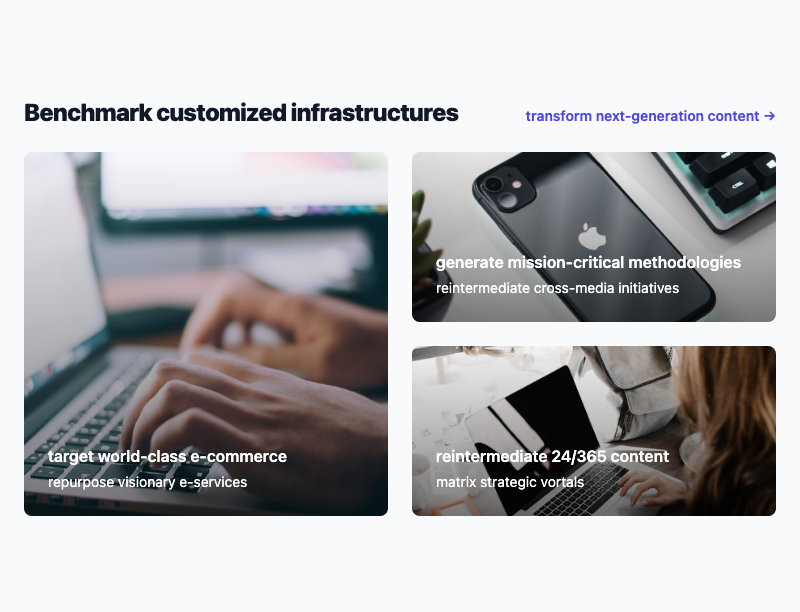 Benchmark customized infrastructures
transform next-generation content →
target world-class e-commerce
repurpose visionary e-services
generate mission-critical methodologies
reintermediate cross-media initiatives
reintermediate 24/365 content
matrix strategic vortals